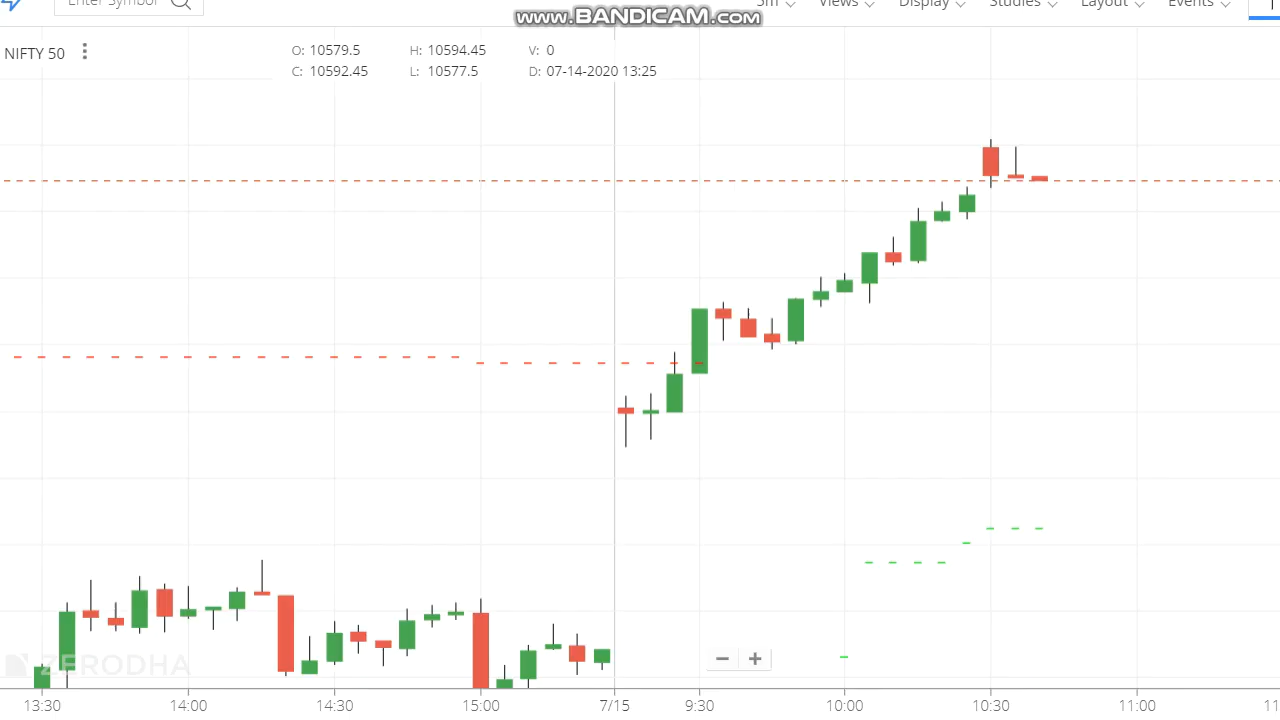 Enter Symbol
5m Views Display Studies Layout Events
www.BANDICAM.com
NIFTY 50
O: 10579.5 H: 10594.45 V: 0
C: 10592.45 L: 10577.5 D: 07-14-2020 13:25
ZERODHA
13:30 14:00 14:30 15:00 7/15 9:30 10:00 10:30 11:00